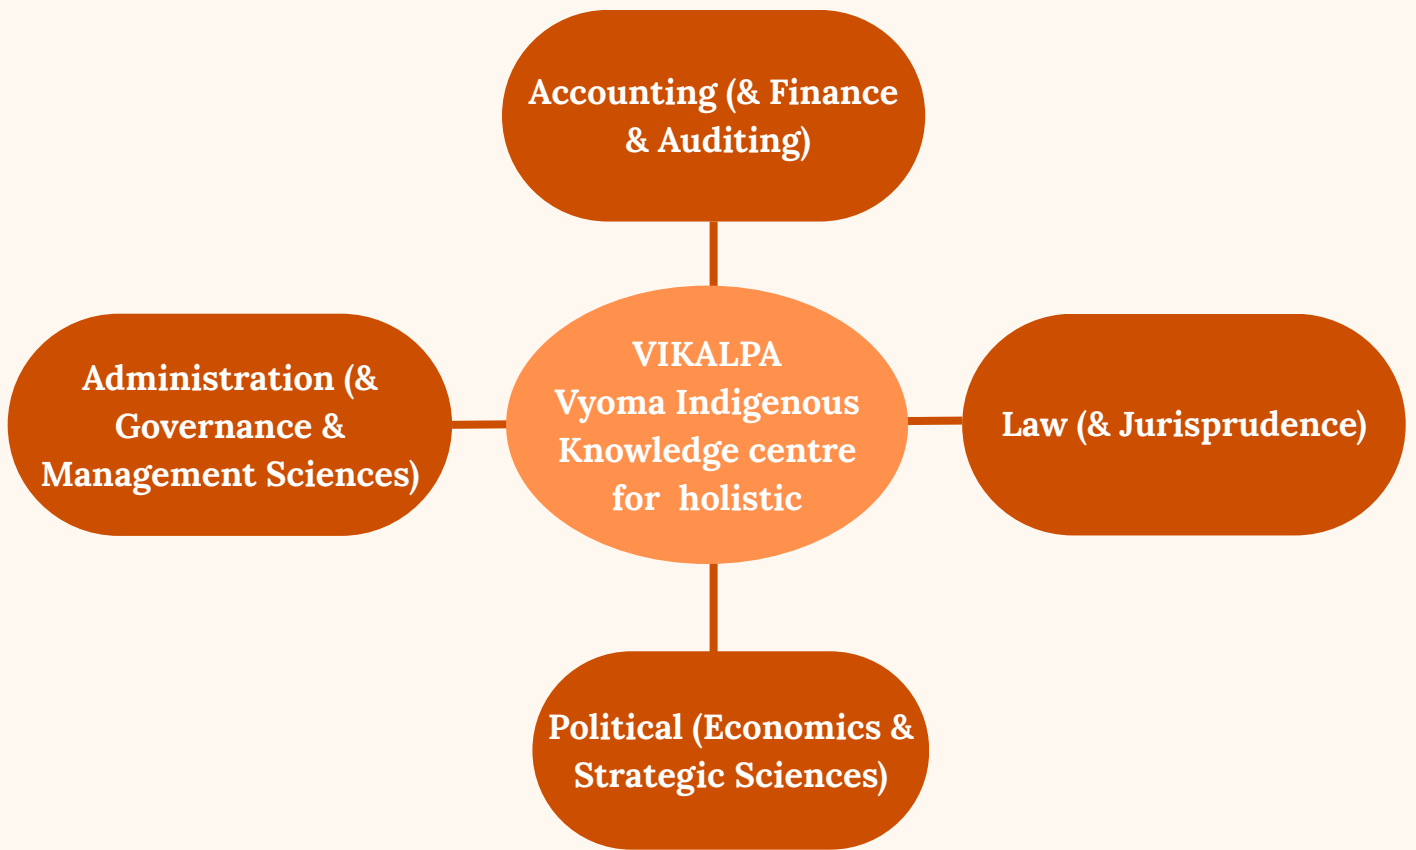 Accounting (& Finance
& Auditing)
VIKALPA
Vyoma Indigenous
Knowledge centre
for  holistic
Administration (&
Governance &
Management Sciences)
Law (& Jurisprudence)
Political (Economics &
Strategic Sciences)